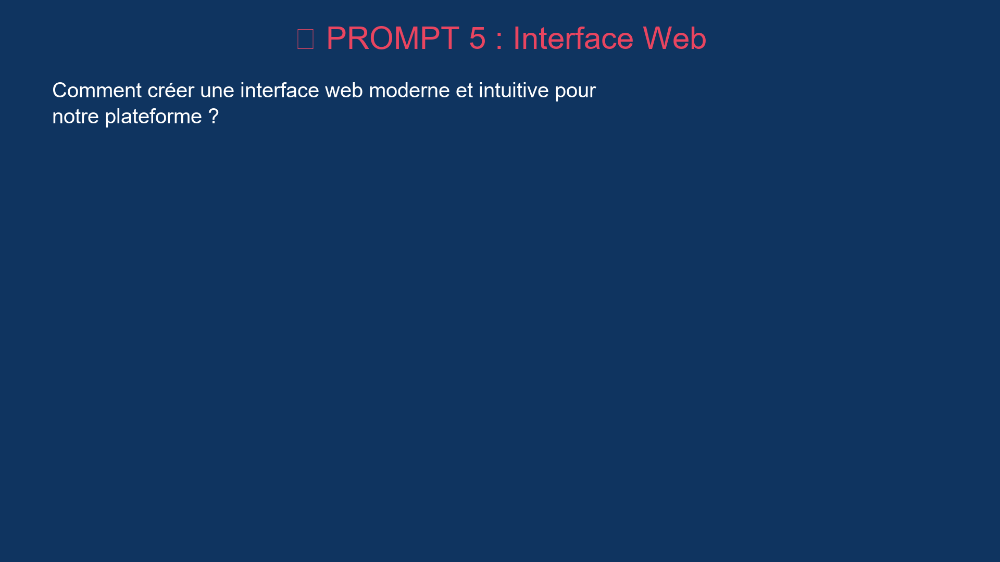 PROMPT 5 : Interface Web
Comment créer une interface web moderne et intuitive pour
notre plateforme ?